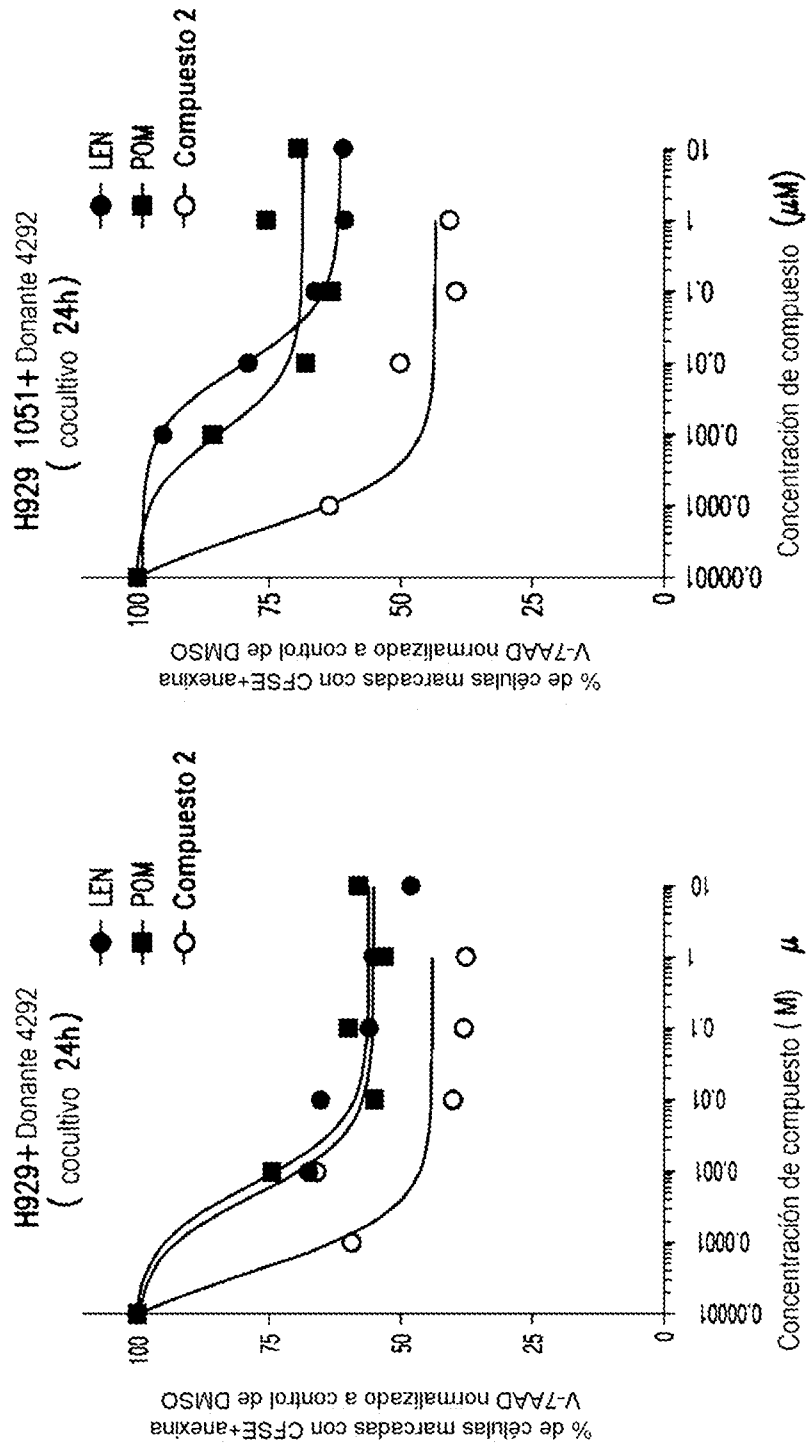 H929+ Donante 4292
( cocultivo 24h)
LEN
POM
Compuesto 2
% de células marcadas con CFSE+anexina
V-7AAD normalizado a control de DMSO
100
75
50
25
0
0.00001
0.0001
0.001
0.01
0.1
1
10
Concentración de compuesto ( M) μ
H929 1051+ Donante 4292
( cocultivo 24h)
LEN
POM
Compuesto 2
% de células marcadas con CFSE+anexina
V-7AAD normalizado a control de DMSO
100
75
50
25
0
0.00001
0.0001
0.001
0.01
0.1
1
10
Concentración de compuesto (μM)